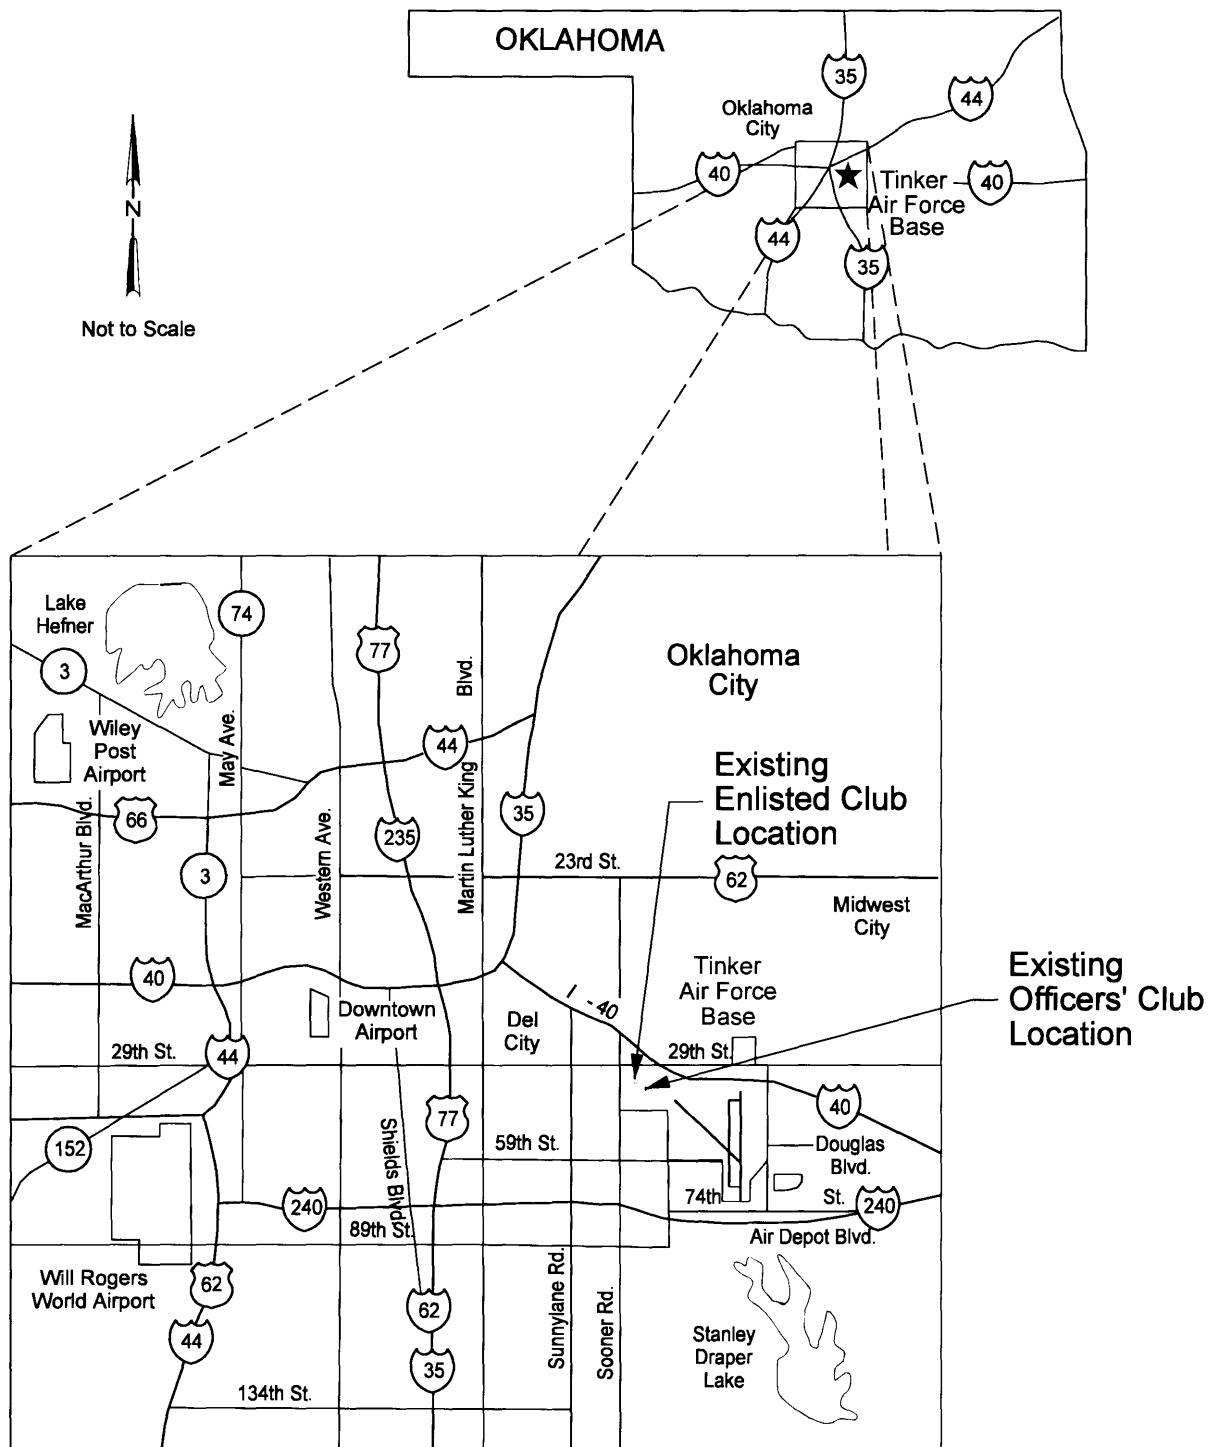 OKLAHOMA
35
44
Oklahoma
City
40
Tinker
Air Force
Base
40
44
35
N
Not to Scale
Lake
Hefner
74
3
77
Blvd.
Oklahoma
City
Wiley
Post
Airport
May Ave.
44
Existing
Enlisted Club
Location
66
MacArthur Blvd.
Western Ave.
235
Martin Luther King
35
23rd St.
62
3
Midwest
City
40
Tinker
Air Force
Base
Existing
Officers' Club
Location
I - 40
Downtown
Airport
Del
City
29th St.
44
29th St.
40
152
Shields Blvd.
77
59th St.
Douglas
Blvd.
74th St.
240
240
89th St.
Air Depot Blvd.
Will Rogers
World Airport
62
44
62
35
Sunnylane Rd.
Sooner Rd.
Stanley
Draper
Lake
134th St.